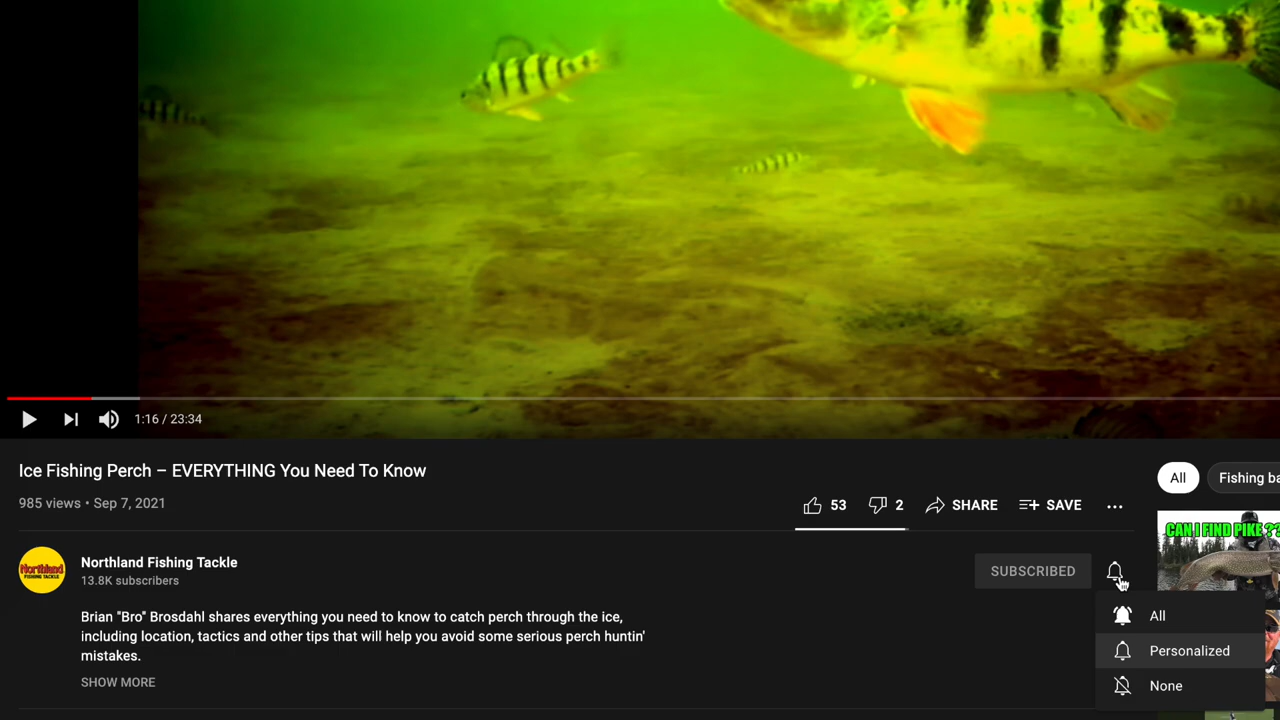 1:16 / 23:34
Ice Fishing Perch – EVERYTHING You Need To Know
985 views • Sep 7, 2021
53
2
SHARE
SAVE
Northland Fishing Tackle
13.8K subscribers
SUBSCRIBED
Northland
FISHING TACKLE
Brian "Bro" Brosdahl shares everything you need to know to catch perch through the ice,
including location, tactics and other tips that will help you avoid some serious perch huntin'
mistakes.
SHOW MORE
All
Personalized
None
All
Fishing ba
CAN I FIND PIKE ??